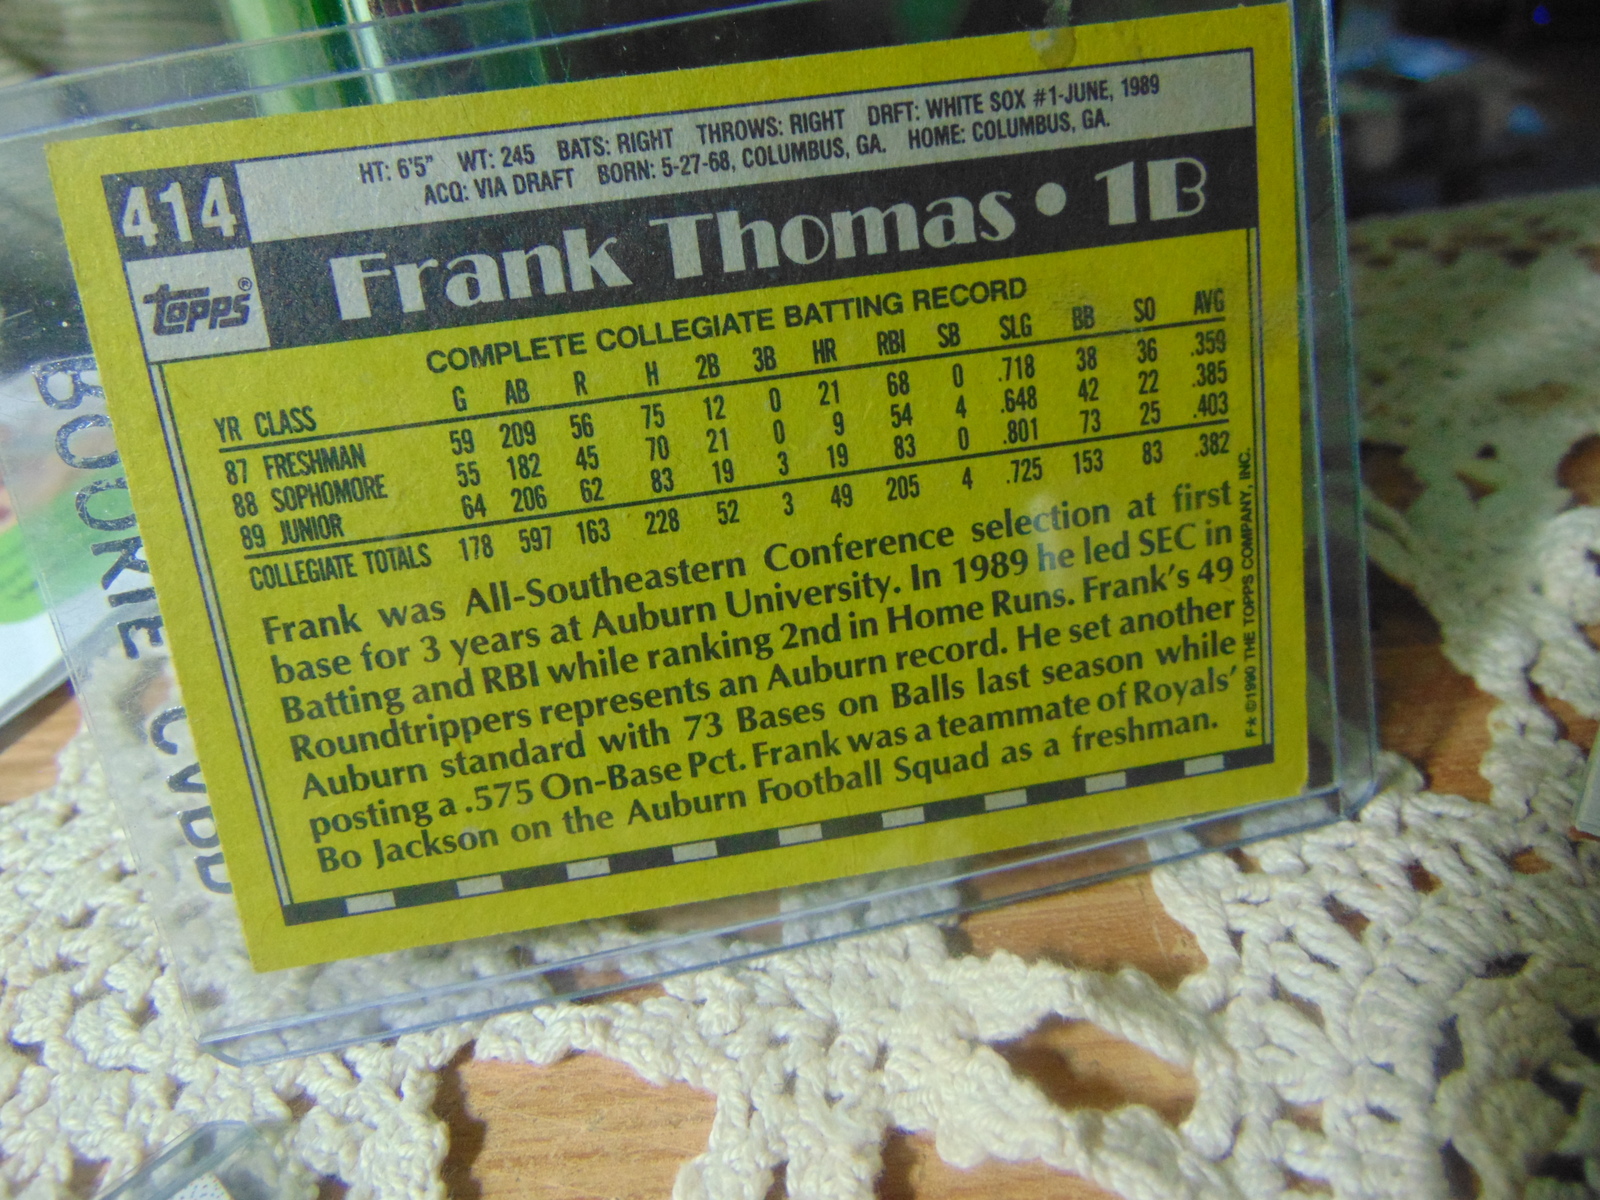 HT: 6'5" WT: 245 BATS: RIGHT THROWS: RIGHT DRFT: WHITE SOX #1-JUNE, 1989
ACQ: VIA DRAFT BORN: 5-27-68, COLUMBUS, GA. HOME: COLUMBUS, GA.
414
Frank Thomas • 1B
topps®
COMPLETE COLLEGIATE BATTING RECORD
YR CLASS G AB R H 2B 3B HR RBI SB SLG BB SO AVG
87 FRESHMAN 59 209 56 75 12 0 21 68 0 .718 38 36 .359
88 SOPHOMORE 55 182 45 70 21 0 9 54 4 .648 42 22 .385
89 JUNIOR 64 206 62 83 19 3 19 83 0 .801 73 25 .403
COLLEGIATE TOTALS 178 597 163 228 52 3 49 205 4 .725 153 83 .382
Frank was All-Southeastern Conference selection at first
base for 3 years at Auburn University. In 1989 he led SEC in
Batting and RBI while ranking 2nd in Home Runs. Frank's 49
Roundtrippers represents an Auburn record. He set another
Auburn standard with 73 Bases on Balls last season while
posting a .575 On-Base Pct. Frank was a teammate of Royals'
Bo Jackson on the Auburn Football Squad as a freshman.
F★ ©1990 THE TOPPS COMPANY, INC.